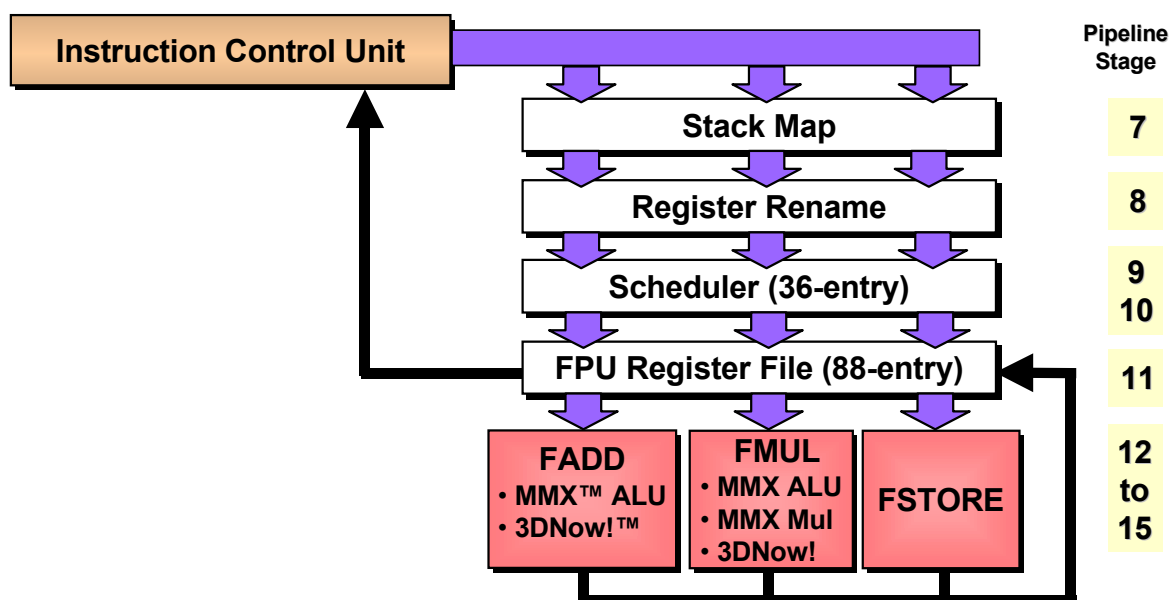 Instruction Control Unit
Pipeline
Stage
Stack Map
7
Register Rename
8
Scheduler (36-entry)
9
10
FPU Register File (88-entry)
11
FADD
• MMX™ ALU
• 3DNow!™
FMUL
• MMX ALU
• MMX Mul
• 3DNow!
FSTORE
12
to
15